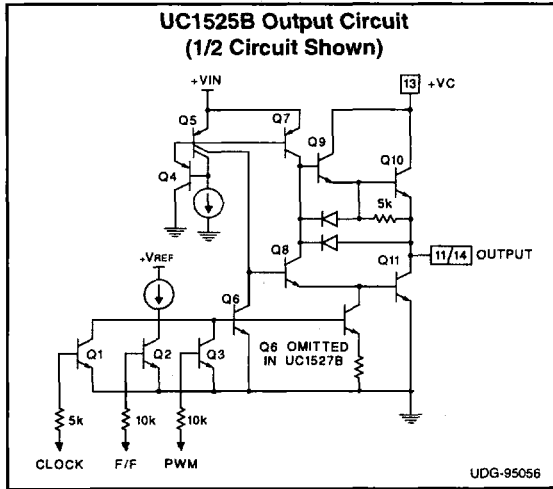 UC1525B Output Circuit
(1/2 Circuit Shown)
+VIN
13 +VC
Q5
Q7
Q9
Q10
Q4
5k
+VREF
Q8
11/14 OUTPUT
Q11
Q6
Q1
Q2
Q3
Q6 OMITTED
IN UC1527B
5k
10k
10k
CLOCK
F/F
PWM
UDG-95056